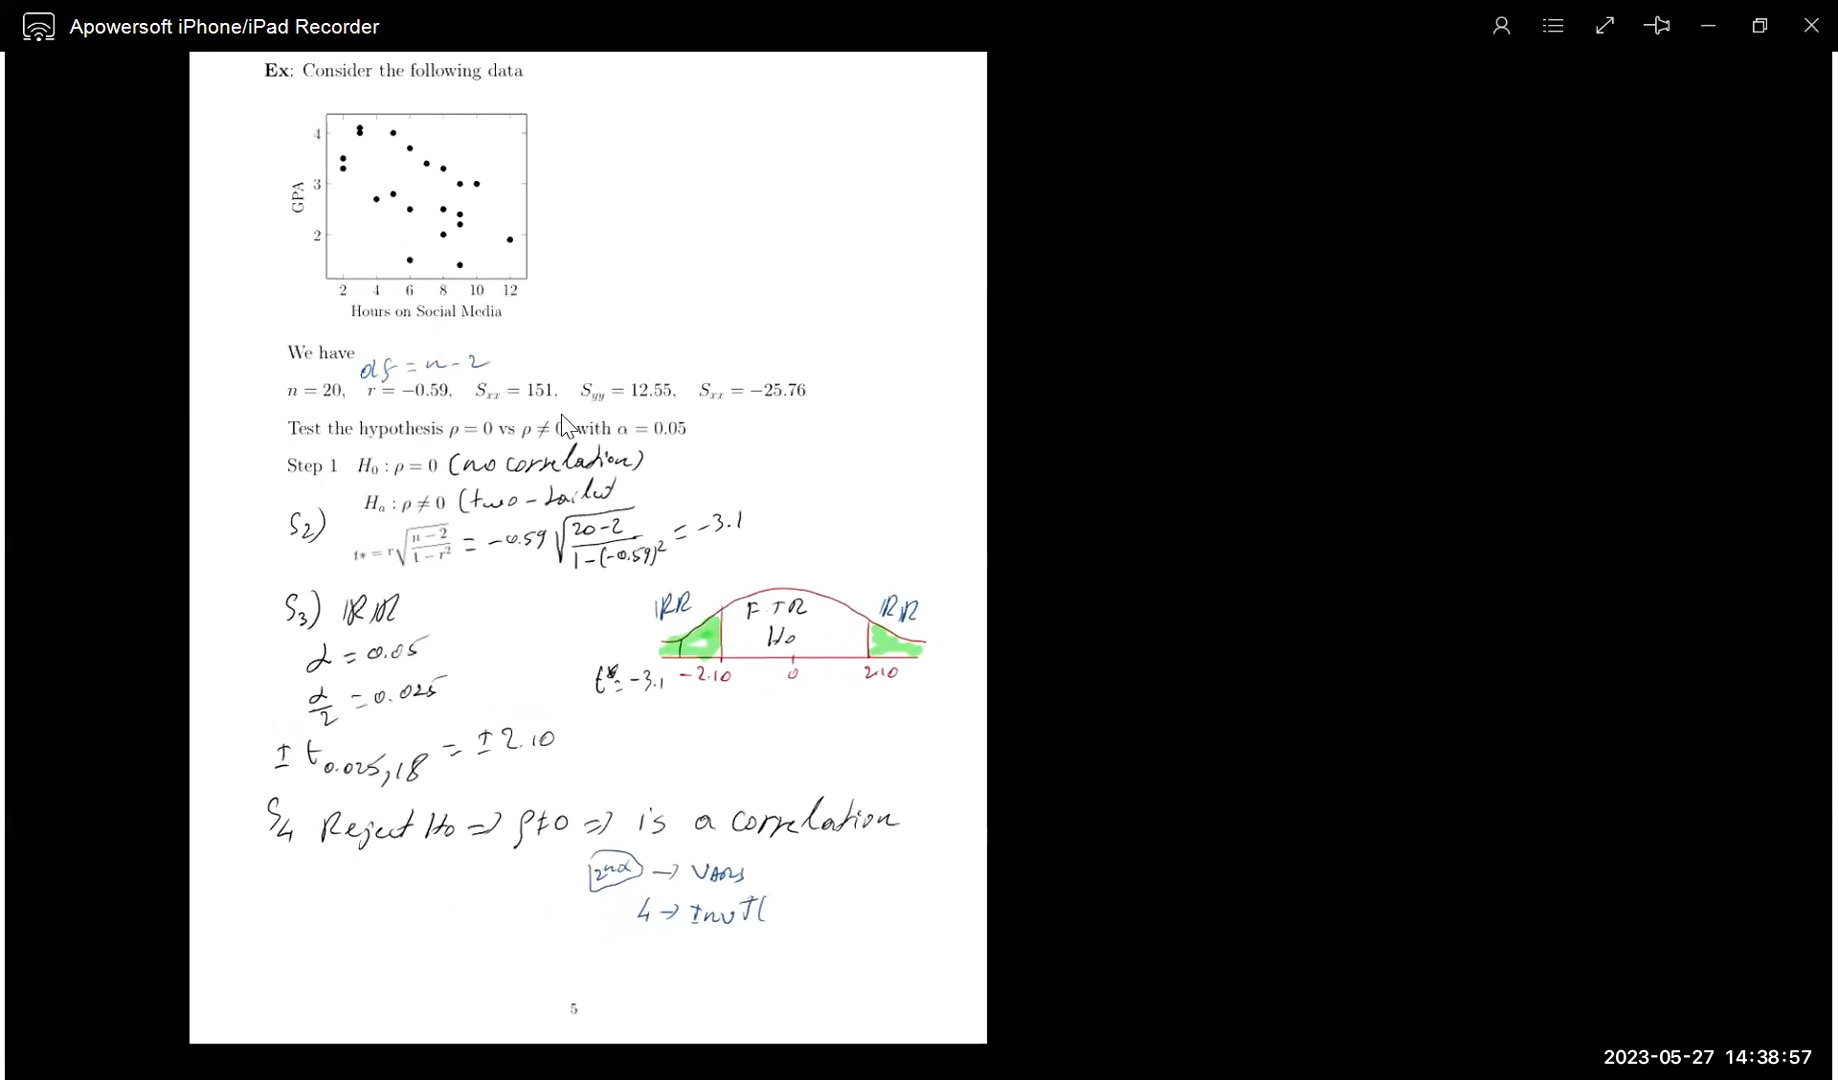 Apowersoft iPhone/iPad Recorder
Ex: Consider the following data
4
3
2
GPA
2 4 6 8 10 12
Hours on Social Media
We have
df = n - 2
n = 20, r = −0.59, Sxx = 151, Syy = 12.55, Sxx = −25.76
Test the hypothesis ρ = 0 vs ρ ≠ 0 with α = 0.05
Step 1 H₀ : ρ = 0 (no correlation)
Hₐ : ρ ≠ 0 (two-tailed
S2) t* = r√((n − 2)/(1 − r²)) = -0.59 √((20-2)/(1-(-0.59)²)) = -3.1
S3) RR
α = 0.05
α/2 = 0.025
± t0.025,18 = ± 2.10
RR FTR RR
H0
t* = -3.1 -2.10 0 2.10
S4 Reject H0 => ρ≠0 => is a correlation
2nd → VARS
4 → InvT(
5
2023-05-27 14:38:57